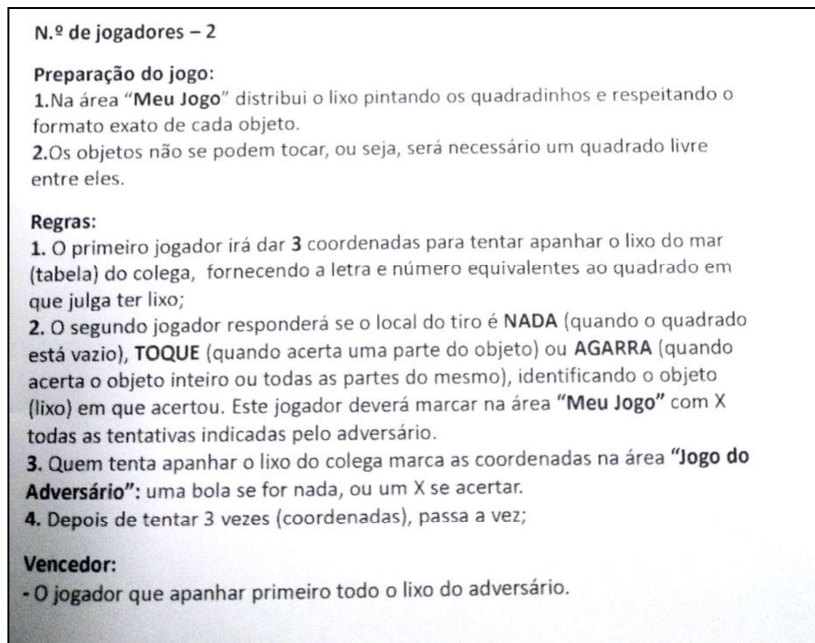 N.º de jogadores – 2
Preparação do jogo:
1.Na área “Meu Jogo” distribui o lixo pintando os quadradinhos e respeitando o
formato exato de cada objeto.
2.Os objetos não se podem tocar, ou seja, será necessário um quadrado livre
entre eles.
Regras:
1. O primeiro jogador irá dar 3 coordenadas para tentar apanhar o lixo do mar
(tabela) do colega, fornecendo a letra e número equivalentes ao quadrado em
que julga ter lixo;
2. O segundo jogador responderá se o local do tiro é NADA (quando o quadrado
está vazio), TOQUE (quando acerta uma parte do objeto) ou AGARRA (quando
acerta o objeto inteiro ou todas as partes do mesmo), identificando o objeto
(lixo) em que acertou. Este jogador deverá marcar na área “Meu Jogo” com X
todas as tentativas indicadas pelo adversário.
3. Quem tenta apanhar o lixo do colega marca as coordenadas na área “Jogo do
Adversário”: uma bola se for nada, ou um X se acertar.
4. Depois de tentar 3 vezes (coordenadas), passa a vez;
Vencedor:
- O jogador que apanhar primeiro todo o lixo do adversário.